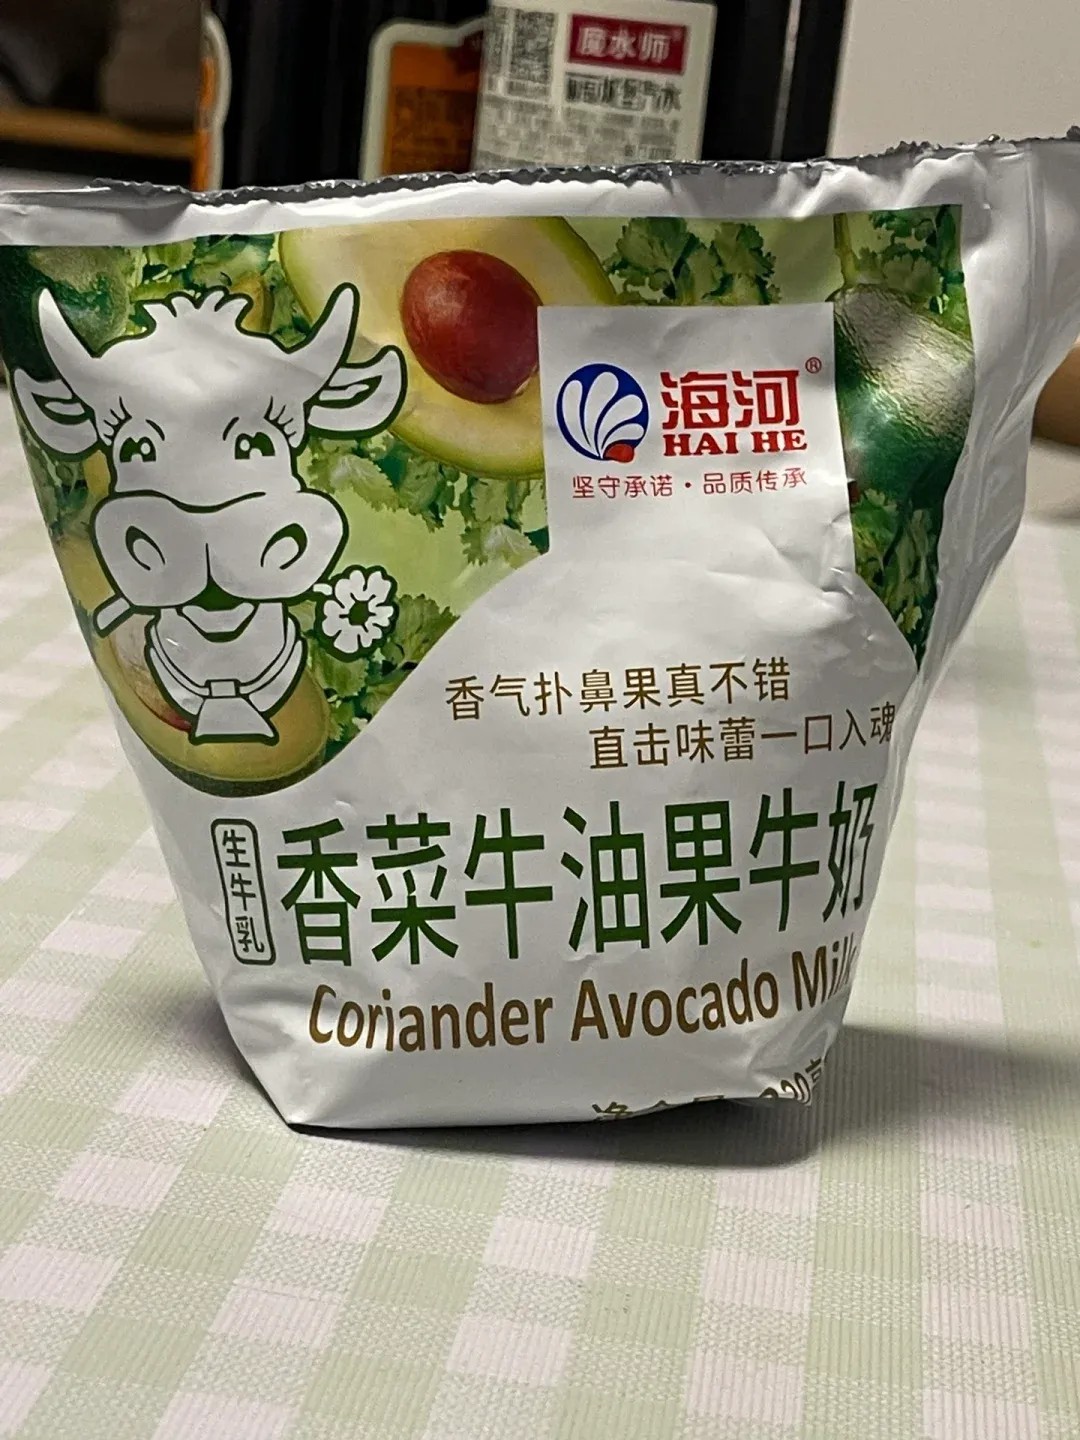 魔水师
海河®
HAI HE
坚守承诺·品质传承
香气扑鼻果真不错
直击味蕾一口入魂
生牛乳
香菜牛油果牛奶
Coriander Avocado Milk